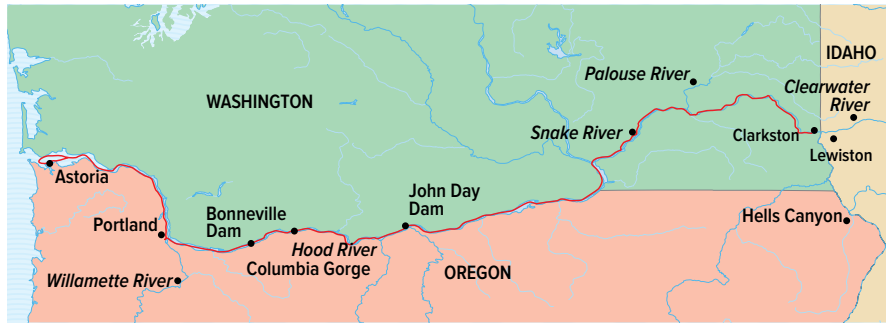 IDAHO
Palouse River
Clearwater
River
WASHINGTON
Snake River
Clarkston
Lewiston
Astoria
John Day
Dam
Bonneville
Dam
Portland
Hells Canyon
Hood River
Columbia Gorge
OREGON
Willamette River